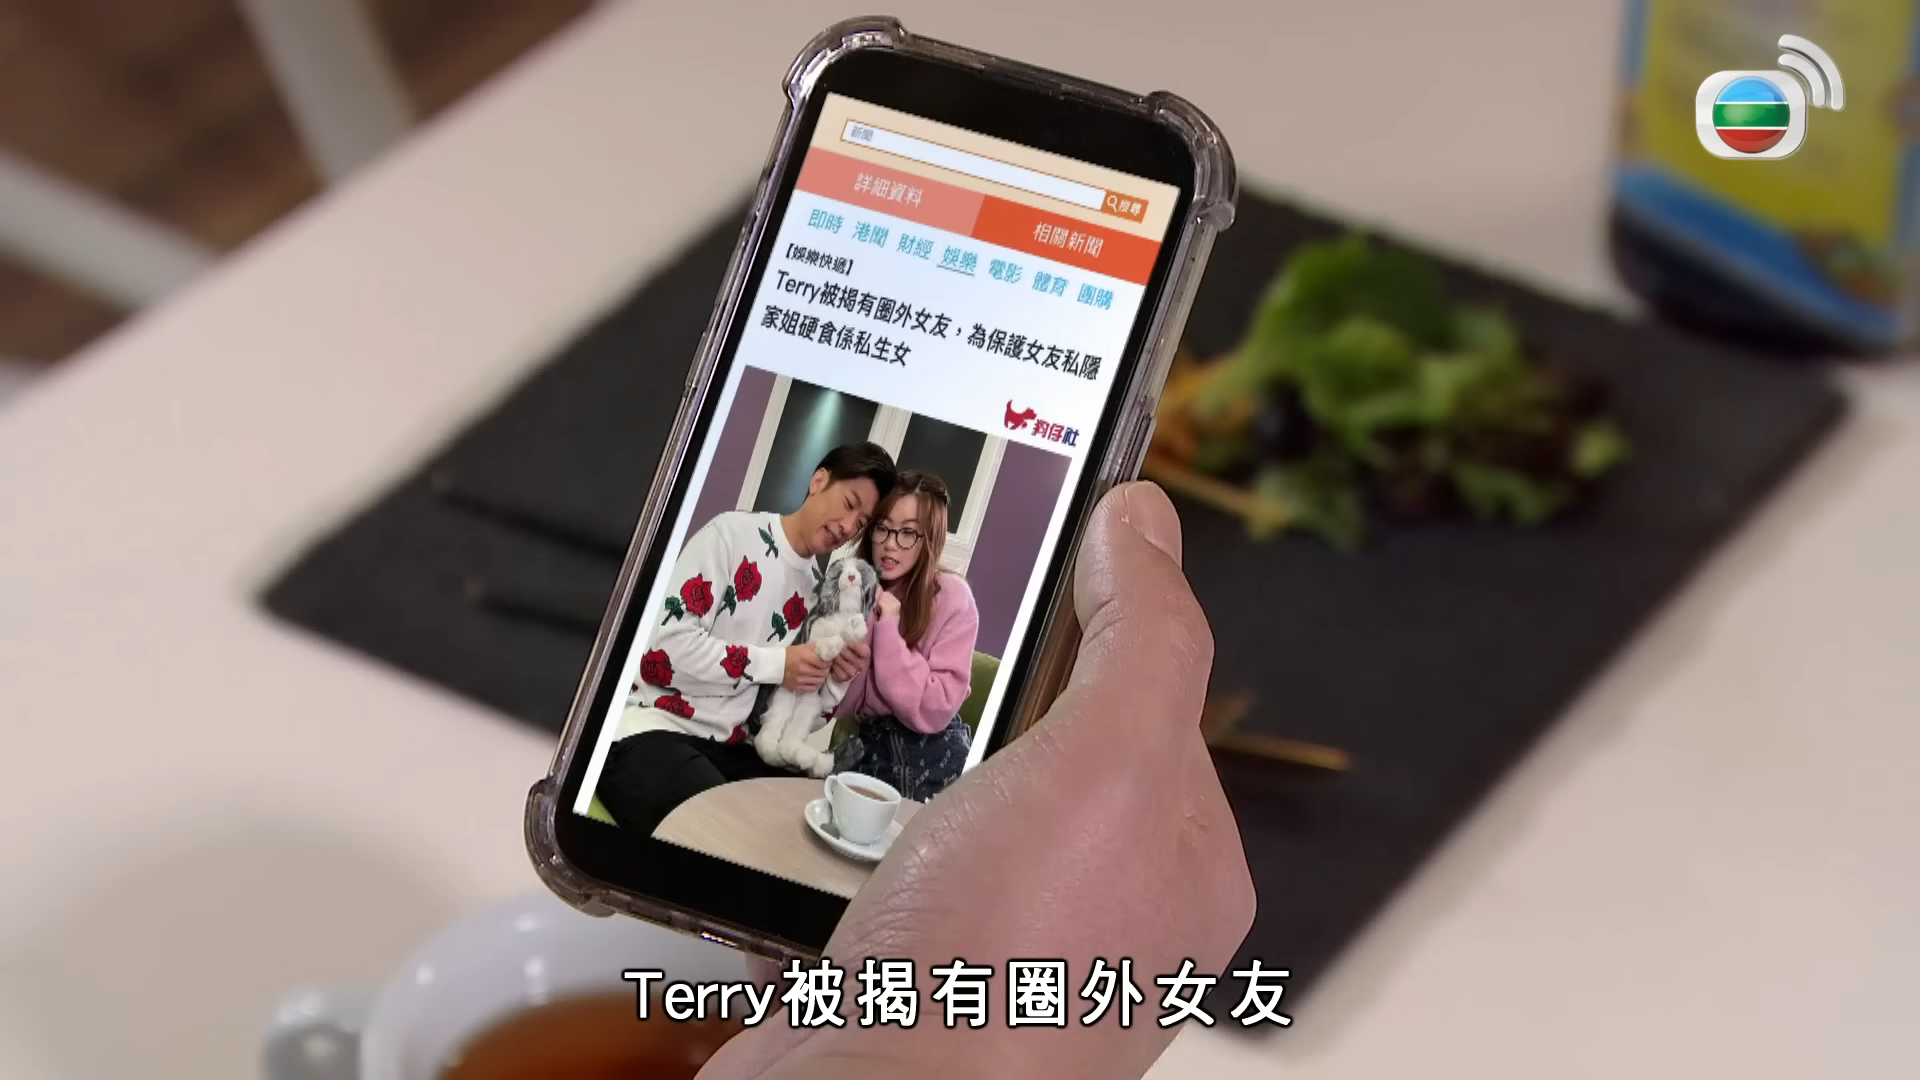 新聞
搜尋
詳細資料
相關新聞
即時 港聞 財經 娛樂 電影 體育 團購
【娛樂快遞】
Terry被揭有圈外女友，為保護女友私隱
家姐硬食係私生女
狗仔社
Terry被揭有圈外女友